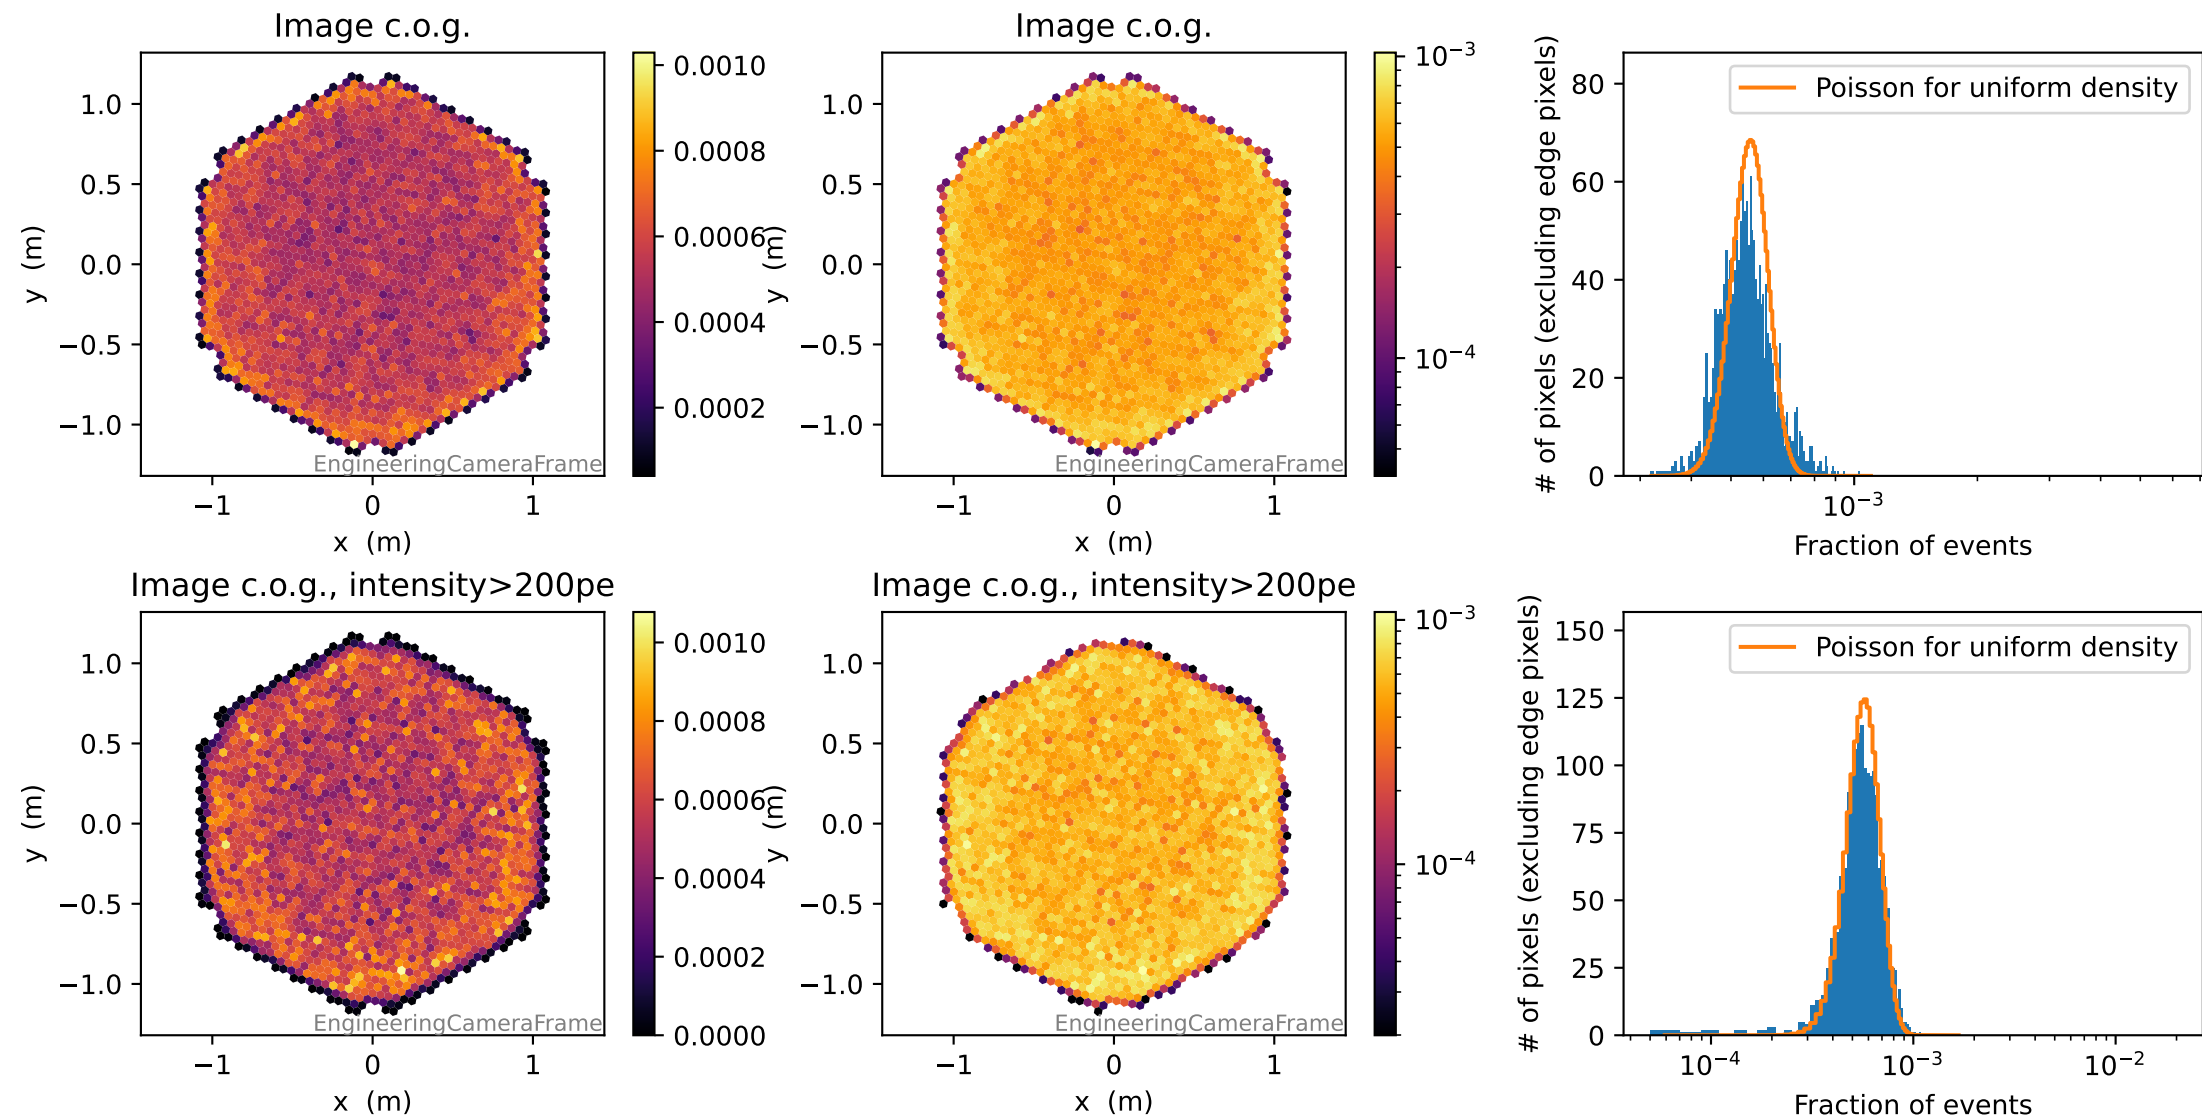 Image c.o.g.
1.0
0.5
0.0
−0.5
−1.0
y (m)
−1
0
1
x (m)
EngineeringCameraFrame
0.0010
0.0008
0.0006
0.0004
0.0002
Image c.o.g.
1.0
0.5
0.0
−0.5
−1.0
y (m)
−1
0
1
x (m)
EngineeringCameraFrame
10⁻³
10⁻⁴
# of pixels (excluding edge pixels)
80
60
40
20
0
Poisson for uniform density
10⁻³
Fraction of events
Image c.o.g., intensity>200pe
1.0
0.5
0.0
−0.5
−1.0
y (m)
−1
0
1
x (m)
EngineeringCameraFrame
0.0010
0.0008
0.0006
0.0004
0.0002
0.0000
Image c.o.g., intensity>200pe
1.0
0.5
0.0
−0.5
−1.0
y (m)
−1
0
1
x (m)
EngineeringCameraFrame
10⁻³
10⁻⁴
# of pixels (excluding edge pixels)
150
125
100
75
50
25
0
Poisson for uniform density
10⁻⁴
10⁻³
10⁻²
Fraction of events